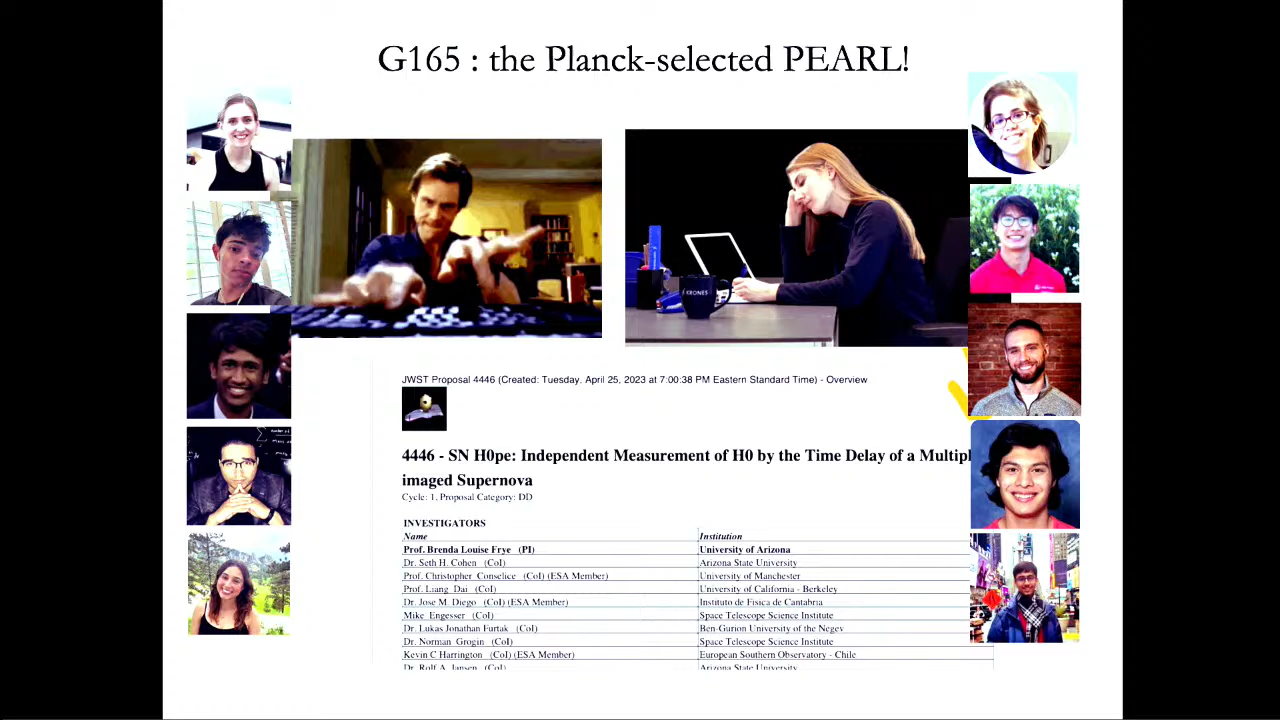 G165 : the Planck-selected PEARL!
KRONES
JWST Proposal 4446 (Created: Tuesday, April 25, 2023 at 7:00:38 PM Eastern Standard Time) - Overview
4446 - SN H0pe: Independent Measurement of H0 by the Time Delay of a
imaged Supernova
Cycle: 1, Proposal Category: DD
INVESTIGATORS
Name Institution
Prof. Brenda Louise Frye (PI) University of Arizona
Dr. Seth H. Cohen (CoI) Arizona State University
Prof. Christopher Conselice (CoI) (ESA Member) University of Manchester
Prof. Liang Dai (CoI) University of California - Berkeley
Dr. Jose M. Diego (CoI) (ESA Member) Instituto de Fisica de Cantabria
Mike Engesser (CoI) Space Telescope Science Institute
Dr. Lukas Jonathan Furtak (CoI) Ben-Gurion University of the Negev
Dr. Norman Grogin (CoI) Space Telescope Science Institute
Kevin C Harrington (CoI) (ESA Member) European Southern Observatory - Chile
Dr. Rolf A. Jansen (CoI) Arizona State University